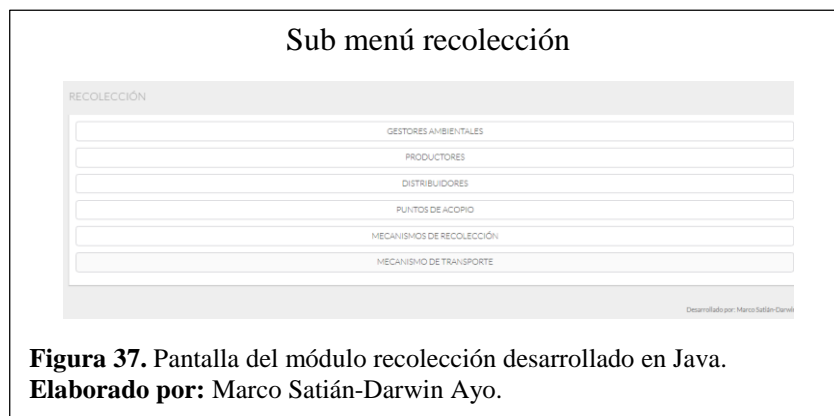 Sub menú recolección
RECOLECCIÓN
GESTORES AMBIENTALES
PRODUCTORES
DISTRIBUIDORES
PUNTOS DE ACOPIO
MECANISMOS DE RECOLECCIÓN
MECANISMO DE TRANSPORTE
Desarrollado por: Marco Satián-Darwi
Figura 37. Pantalla del módulo recolección desarrollado en Java.
Elaborado por: Marco Satián-Darwin Ayo.